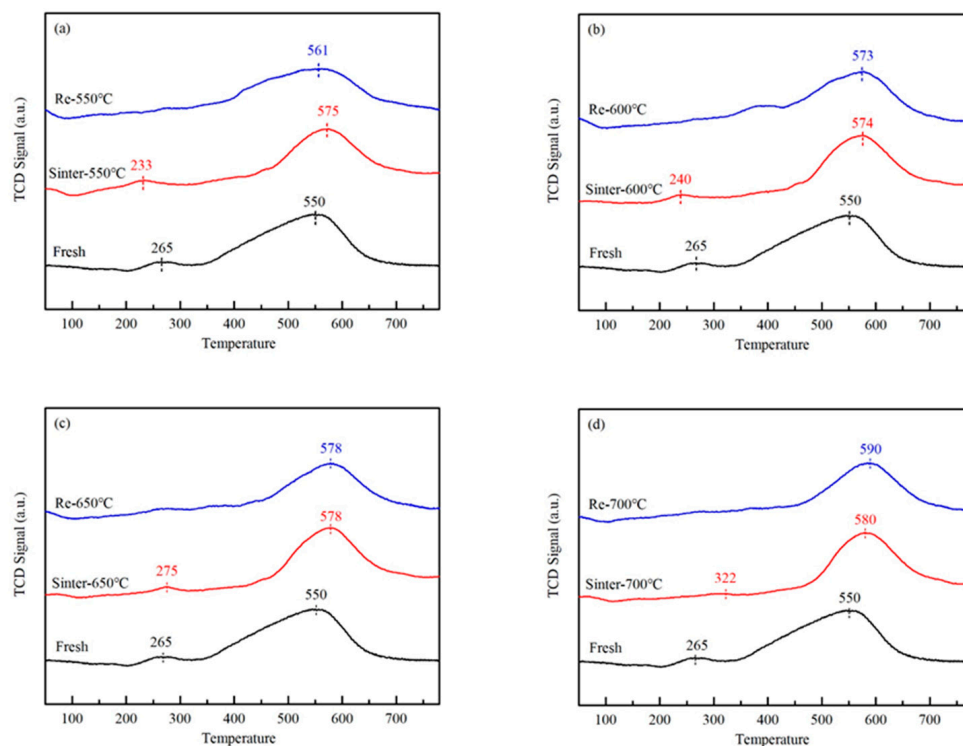 (a)
561
Re-550℃
575
233
Sinter-550℃
550
265
Fresh
TCD Signal (a.u.)
100 200 300 400 500 600 700
Temperature
(b)
573
Re-600℃
574
240
Sinter-600℃
550
265
Fresh
TCD Signal (a.u.)
100 200 300 400 500 600 700
Temperature
(c)
578
Re-650℃
578
275
Sinter-650℃
550
265
Fresh
TCD Signal (a.u.)
100 200 300 400 500 600 700
Temperature
(d)
590
Re-700℃
580
322
Sinter-700℃
550
265
Fresh
TCD Signal (a.u.)
100 200 300 400 500 600 700
Temperature